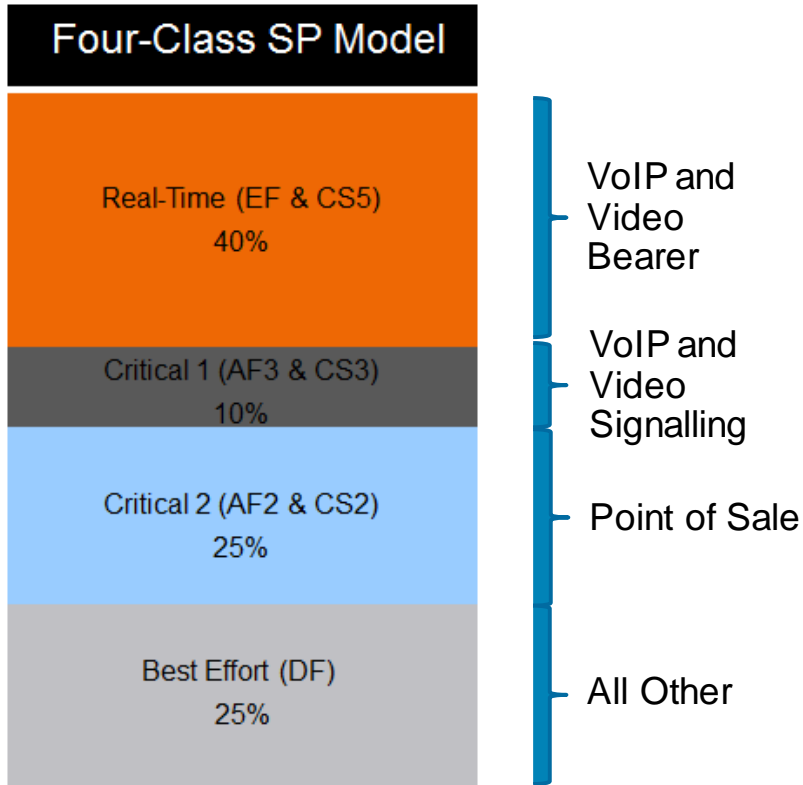 Four-Class SP Model
Real-Time (EF & CS5)
40%
VoIP and
Video
Bearer
Critical 1 (AF3 & CS3)
10%
VoIP and
Video
Signalling
Critical 2 (AF2 & CS2)
25%
Point of Sale
Best Effort (DF)
25%
All Other